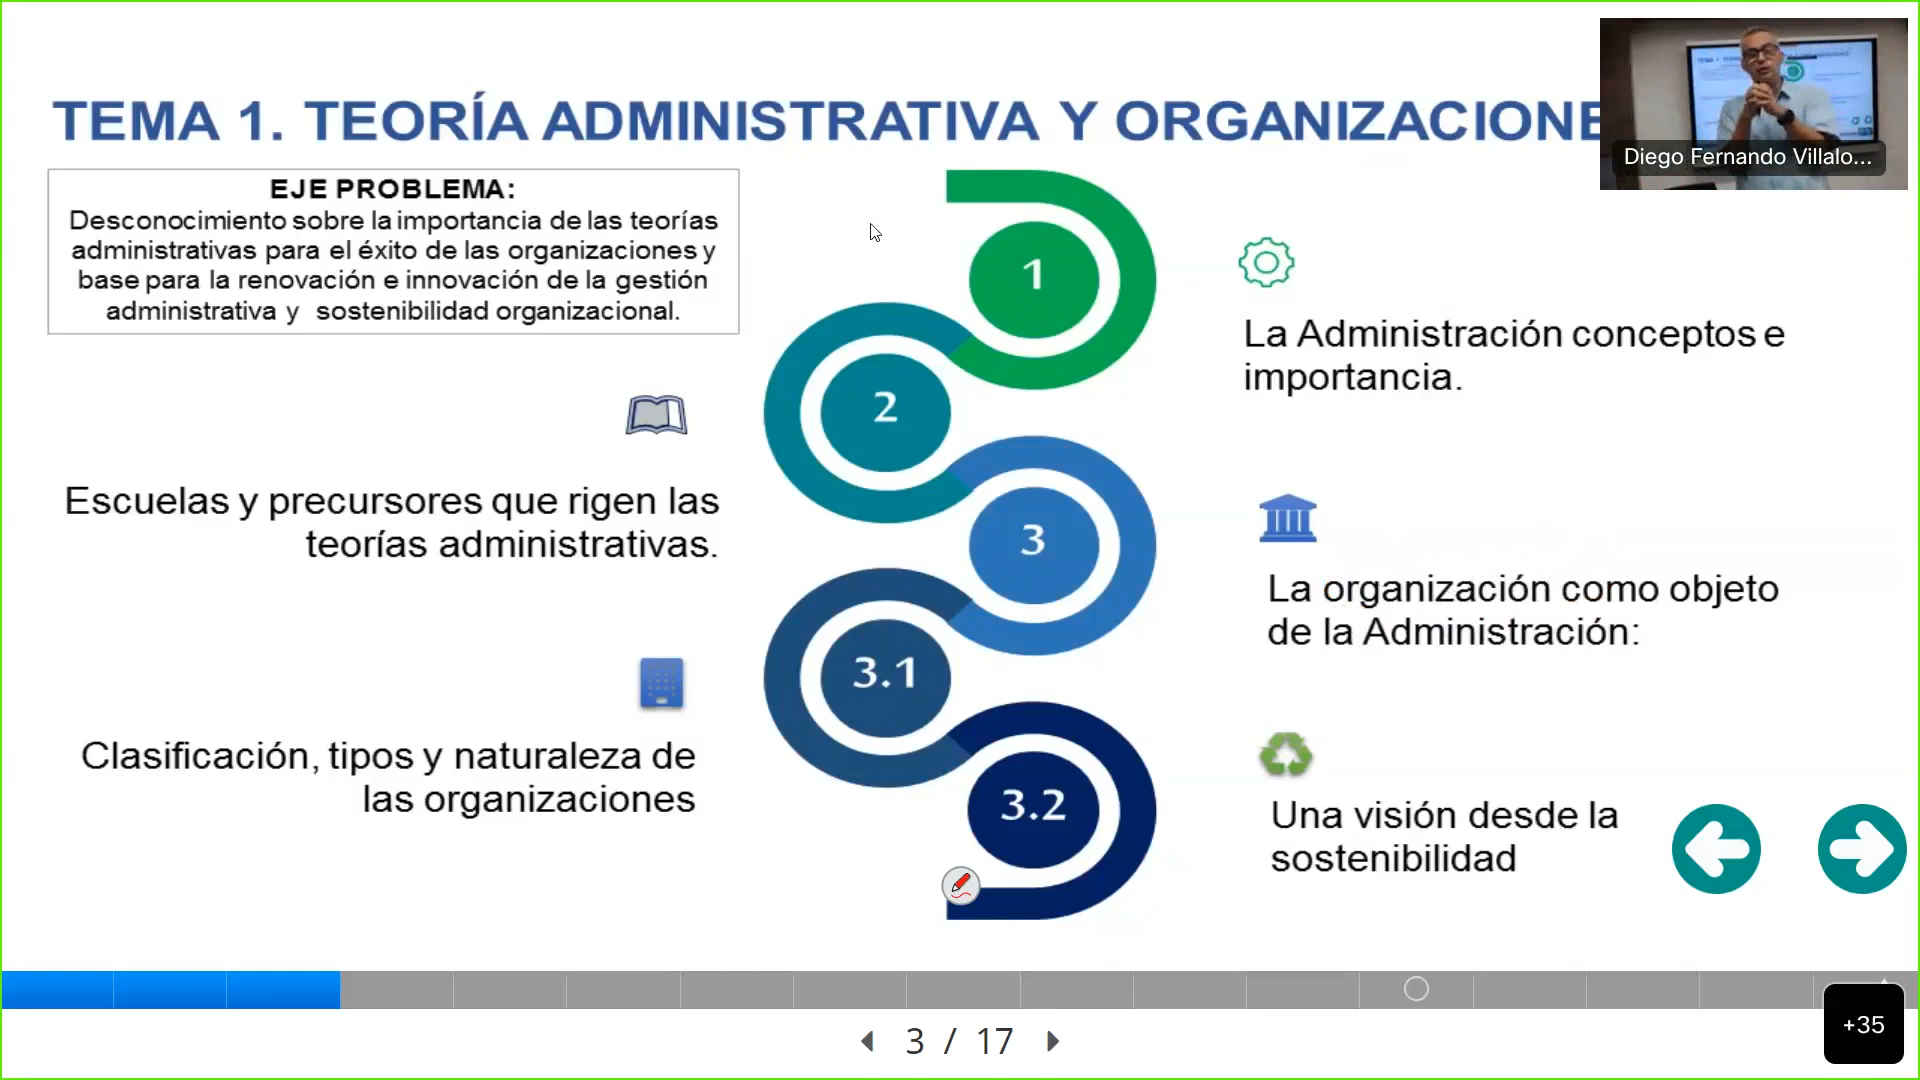 TEMA 1. TEORÍA ADMINISTRATIVA Y ORGANIZACIONE
Diego Fernando Villalo...
EJE PROBLEMA:
Desconocimiento sobre la importancia de las teorías
administrativas para el éxito de las organizaciones y
base para la renovación e innovación de la gestión
administrativa y sostenibilidad organizacional.
1
La Administración conceptos e
importancia.
2
Escuelas y precursores que rigen las
teorías administrativas.
3
La organización como objeto
de la Administración:
3.1
Clasificación, tipos y naturaleza de
las organizaciones
3.2
Una visión desde la
sostenibilidad
+35
3 / 17